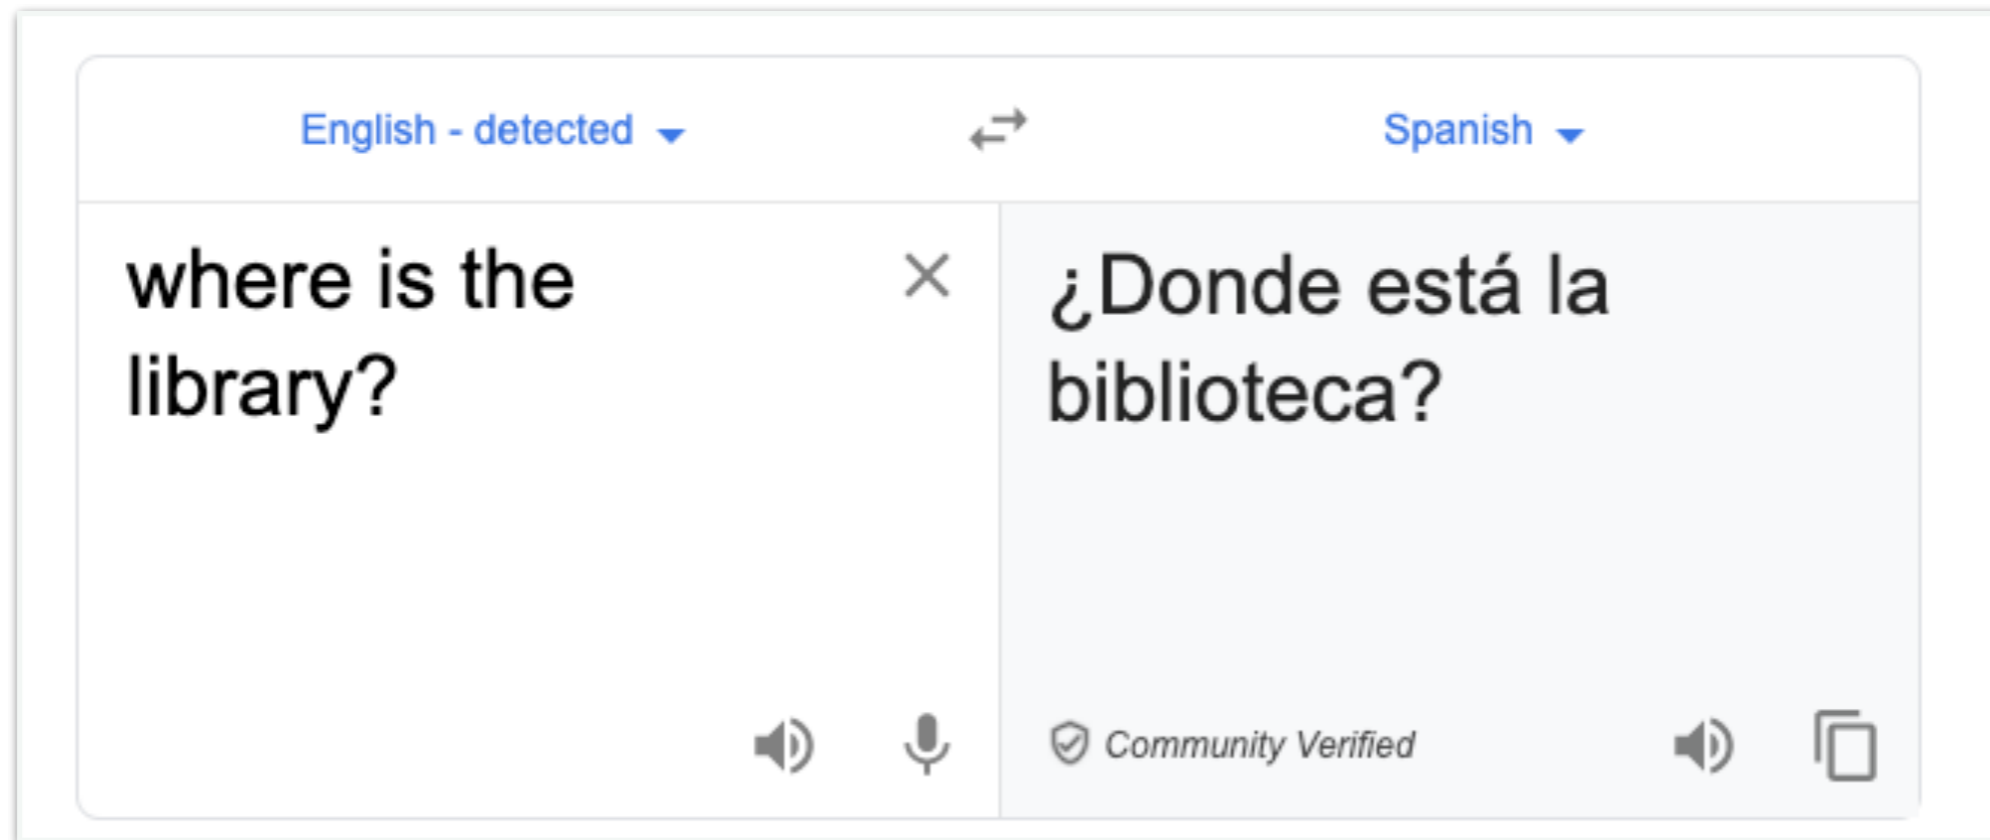 English - detected
Spanish
where is the
library?
¿Donde está la
biblioteca?
Community Verified